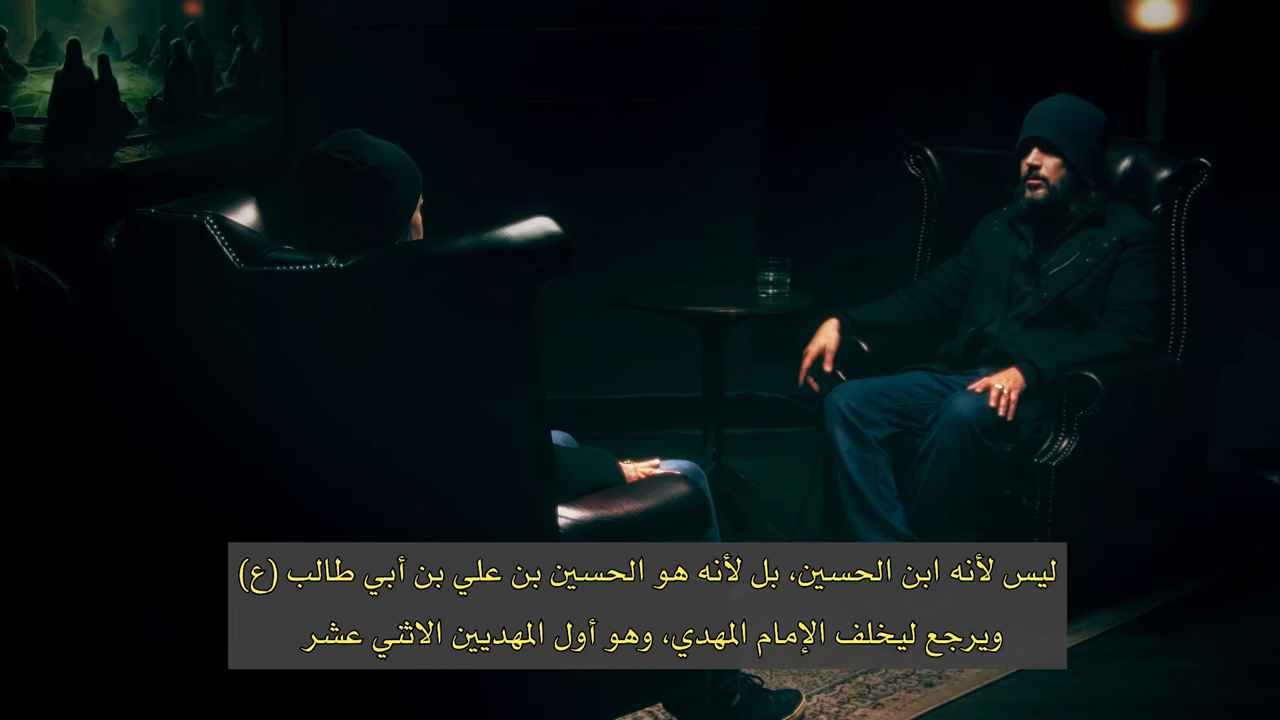 ليس لأنه ابن الحسين، بل لأنه هو الحسين بن علي بن أبي طالب (ع)
ويرجع ليخلف الإمام المهدي، وهو أول المهديين الاثني عشر